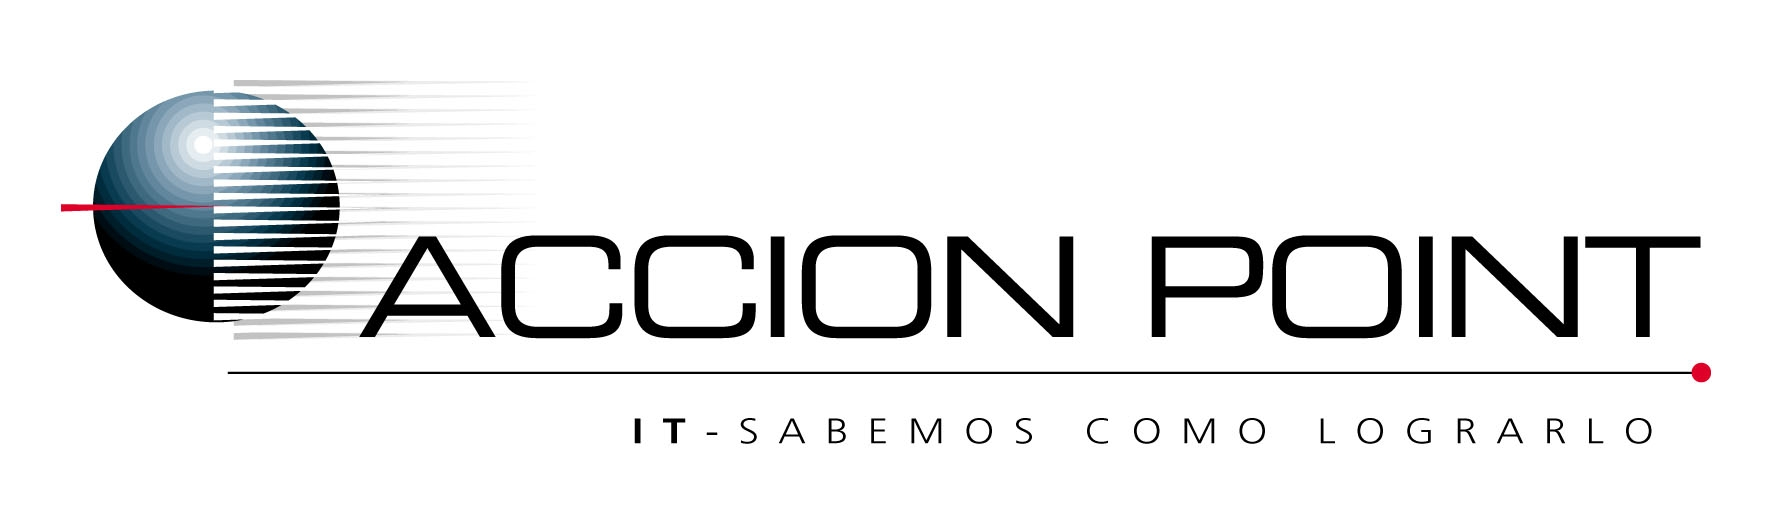 ACCION POINT
IT-SABEMOS COMO LOGRARLO